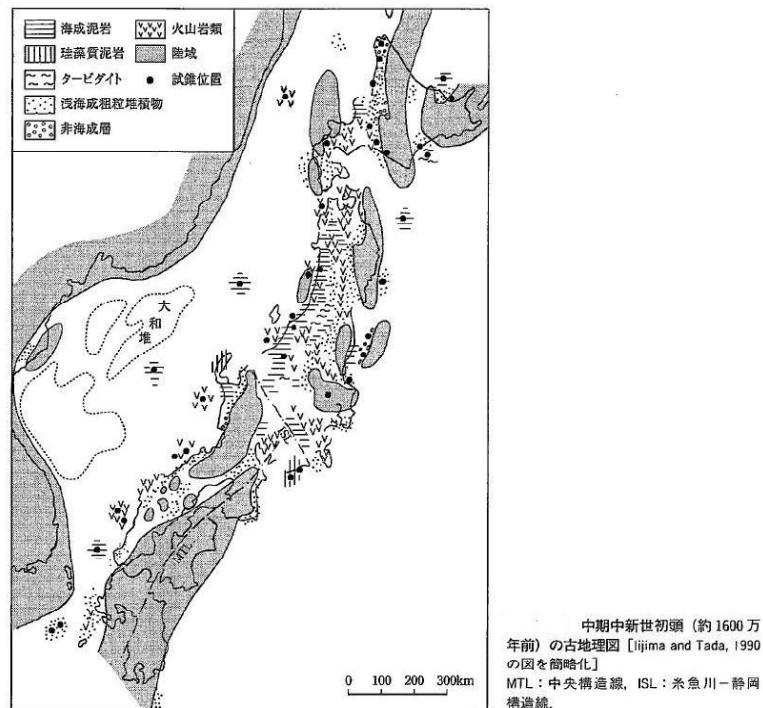 海成泥岩
火山岩類
珪藻質泥岩
陸域
タービダイト
試錐位置
浅海成粗粒堆積物
非海成層
大
和
堆
ISL
MTL
0 100 200 300km
中期中新世初頭（約1600万
年前）の古地理図［Iijima and Tada, 1990
の図を簡略化］
MTL：中央構造線，ISL：糸魚川−静岡
構造線．